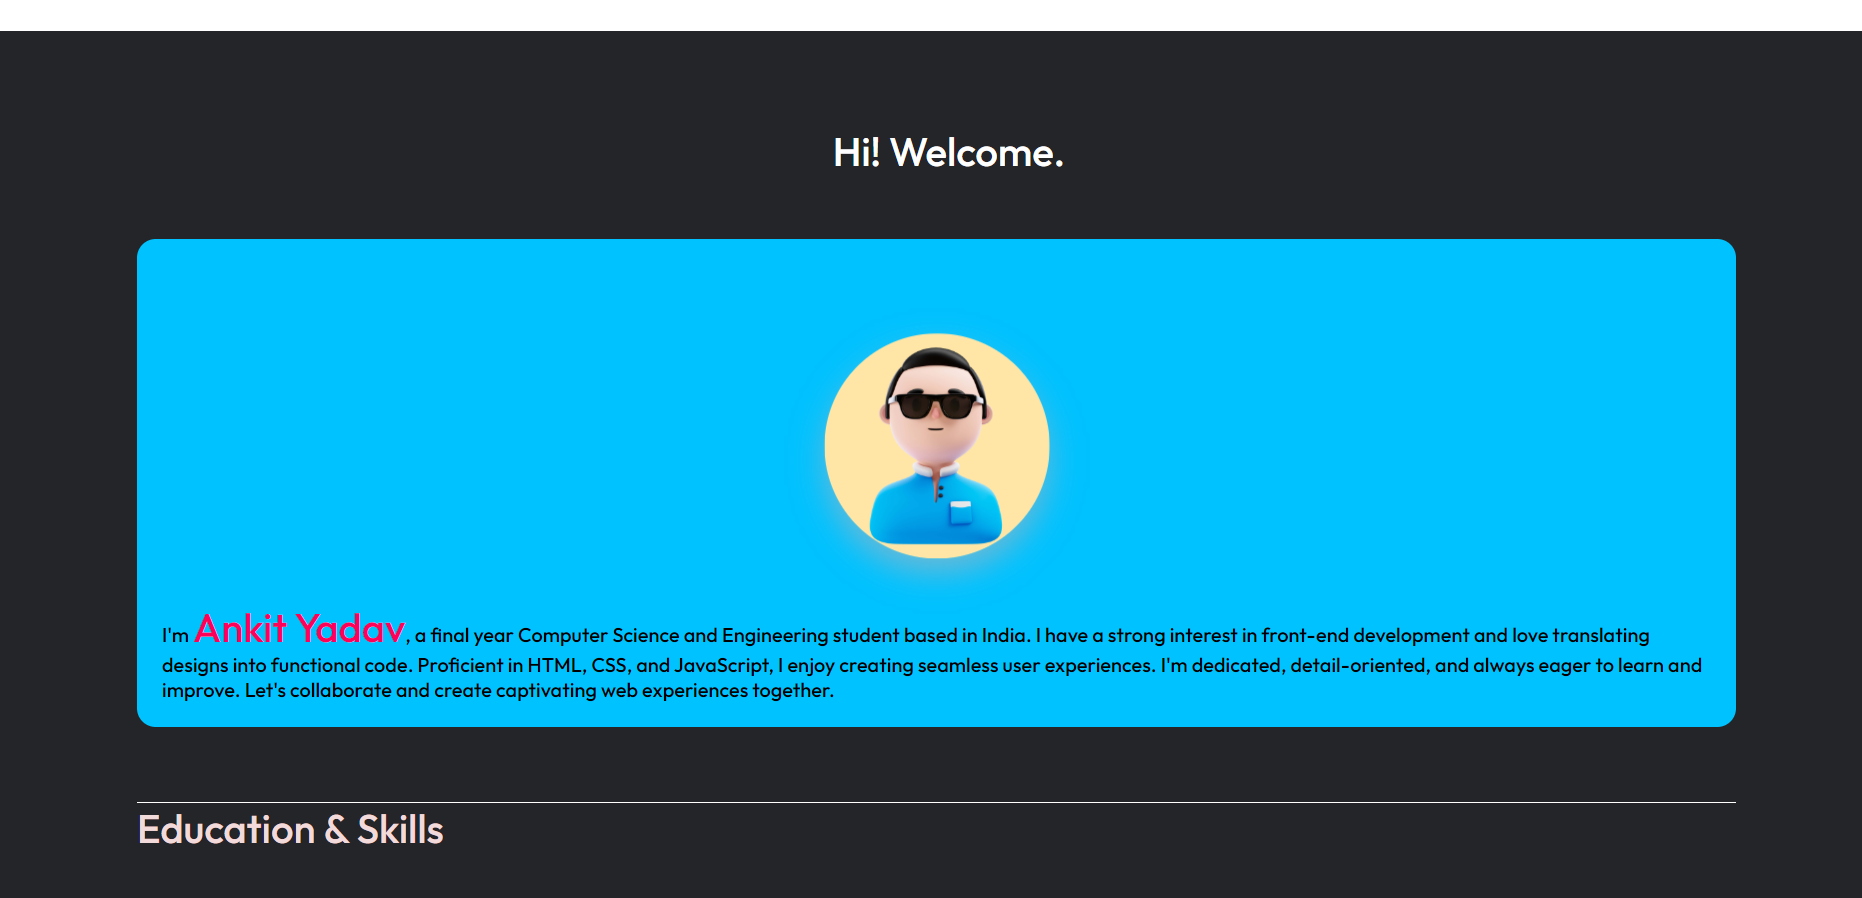 Hi! Welcome.
I'm Ankit Yadav, a final year Computer Science and Engineering student based in India. I have a strong interest in front-end development and love translating
designs into functional code. Proficient in HTML, CSS, and JavaScript, I enjoy creating seamless user experiences. I'm dedicated, detail-oriented, and always eager to learn and
improve. Let's collaborate and create captivating web experiences together.
Education & Skills